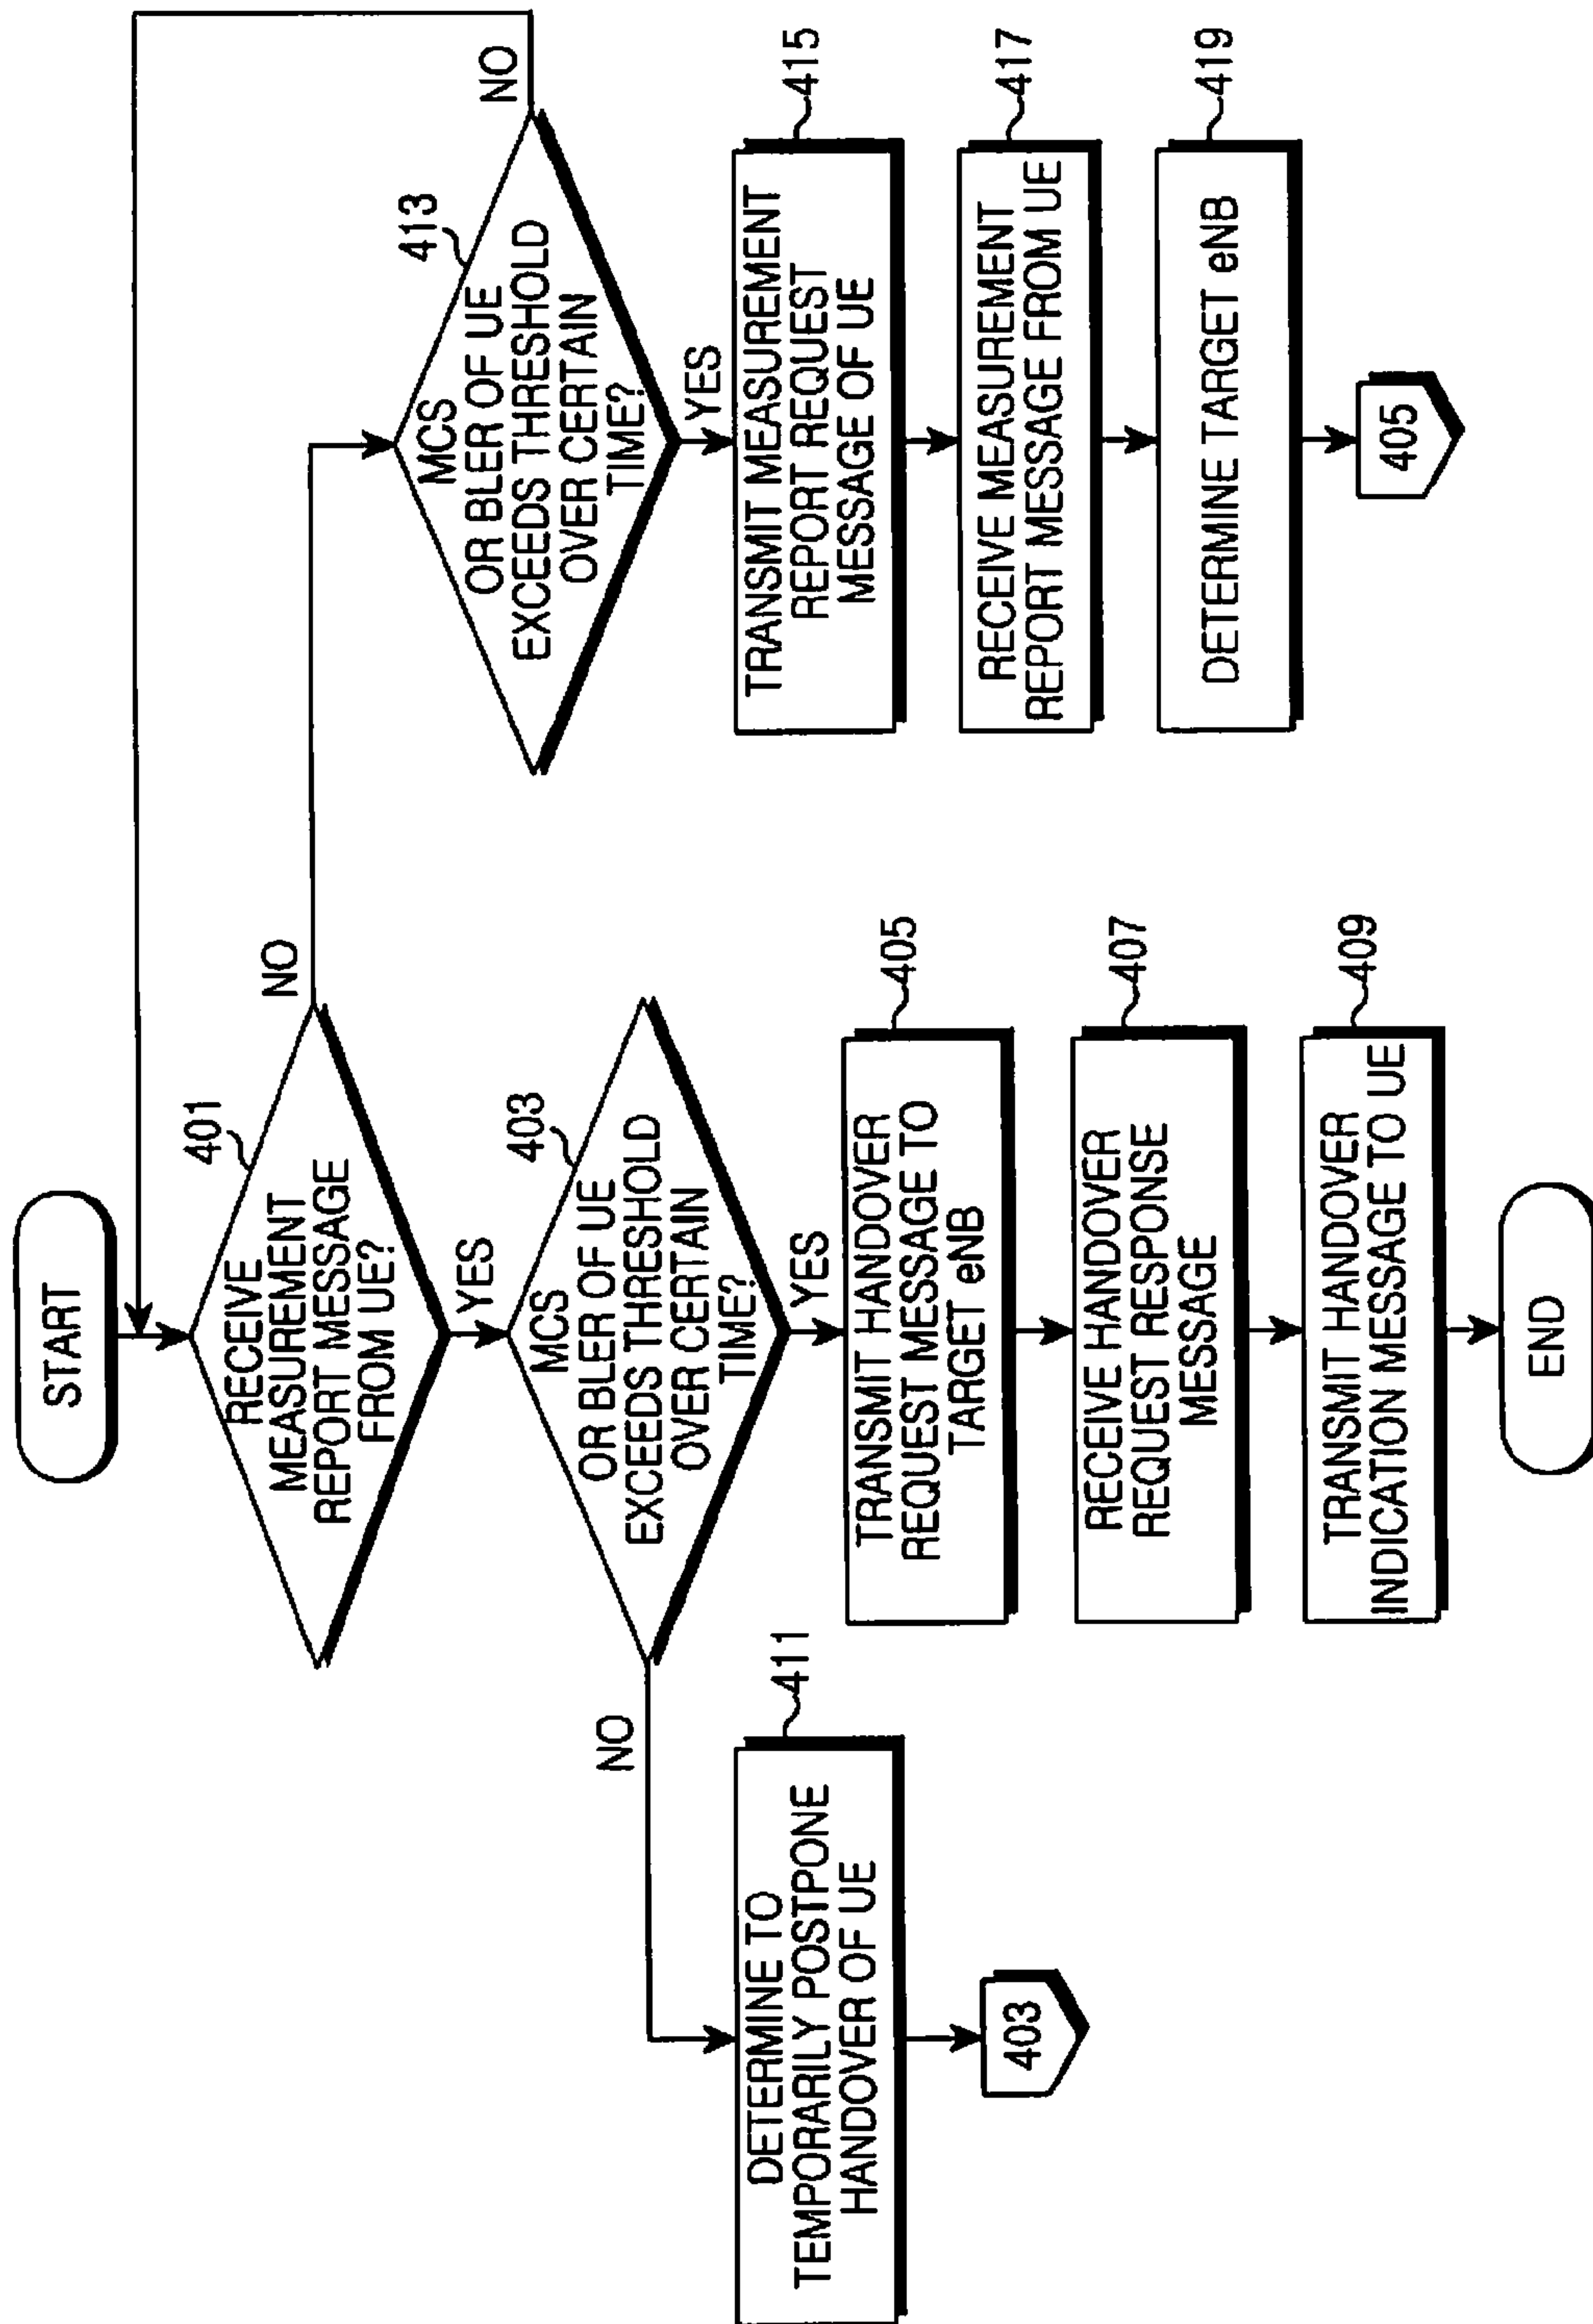 START
401
RECEIVE
MEASUREMENT
REPORT MESSAGE
FROM UE?
NO
YES
403
MCS
OR BLER OF UE
EXCEEDS THRESHOLD
OVER CERTAIN
TIME?
NO
YES
405
TRANSMIT HANDOVER
REQUEST MESSAGE TO
TARGET eNB
407
RECEIVE HANDOVER
REQUEST RESPONSE
MESSAGE
409
TRANSMIT HANDOVER
INDICATION MESSAGE TO UE
END
411
DETERMINE TO
TEMPORARILY POSTPONE
HANDOVER OF UE
403
413
MCS
OR BLER OF UE
EXCEEDS THRESHOLD
OVER CERTAIN
TIME?
NO
YES
415
TRANSMIT MEASUREMENT
REPORT REQUEST
MESSAGE OF UE
417
RECEIVE MEASUREMENT
REPORT MESSAGE FROM UE
419
DETERMINE TARGET eNB
405